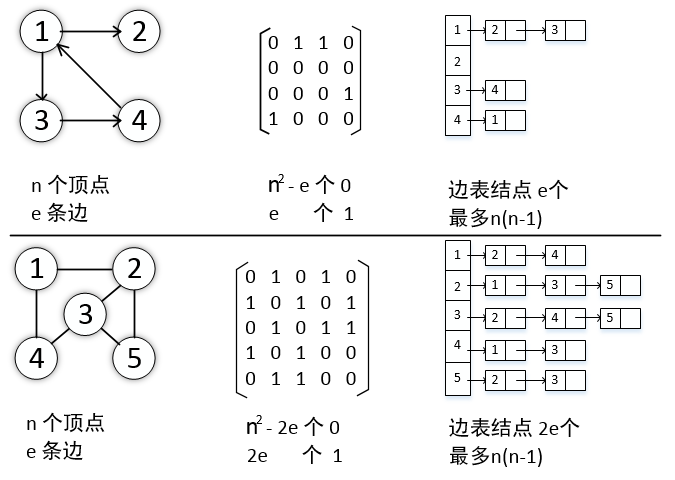 1 2
3 4
0 1 1 0
0 0 0 0
0 0 0 1
1 0 0 0
1 2 3
2
3 4
4 1
n 个顶点
e 条边
n² - e 个 0
e 个 1
边表结点 e个
最多n(n-1)
1 2
3
4 5
0 1 0 1 0
1 0 1 0 1
0 1 0 1 1
1 0 1 0 0
0 1 1 0 0
1 2 4
2 1 3 5
3 2 4 5
4 1 3
5 2 3
n 个顶点
e 条边
n² - 2e 个 0
2e 个 1
边表结点 2e个
最多n(n-1)